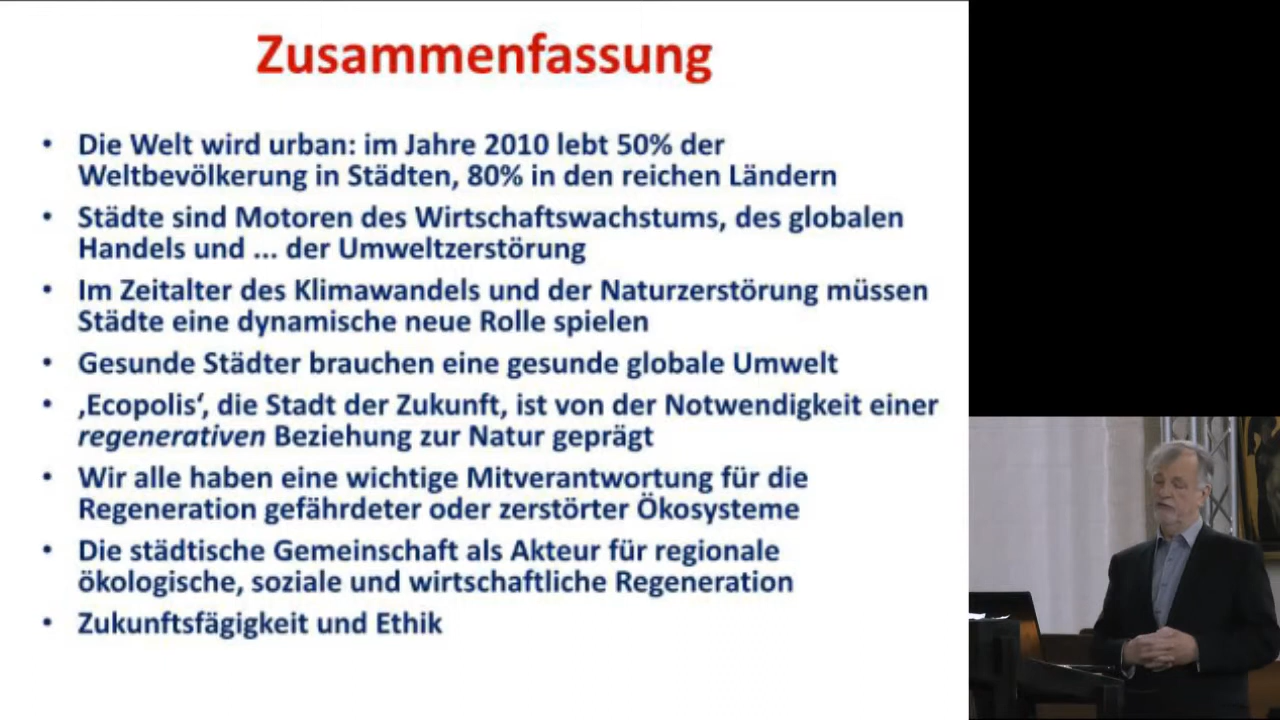 Zusammenfassung
• Die Welt wird urban: im Jahre 2010 lebt 50% der
Weltbevölkerung in Städten, 80% in den reichen Ländern
• Städte sind Motoren des Wirtschaftswachstums, des globalen
Handels und ... der Umweltzerstörung
• Im Zeitalter des Klimawandels und der Naturzerstörung müssen
Städte eine dynamische neue Rolle spielen
• Gesunde Städter brauchen eine gesunde globale Umwelt
• ‚Ecopolis‘, die Stadt der Zukunft, ist von der Notwendigkeit einer
regenerativen Beziehung zur Natur geprägt
• Wir alle haben eine wichtige Mitverantwortung für die
Regeneration gefährdeter oder zerstörter Ökosysteme
• Die städtische Gemeinschaft als Akteur für regionale
ökologische, soziale und wirtschaftliche Regeneration
• Zukunftsfägigkeit und Ethik